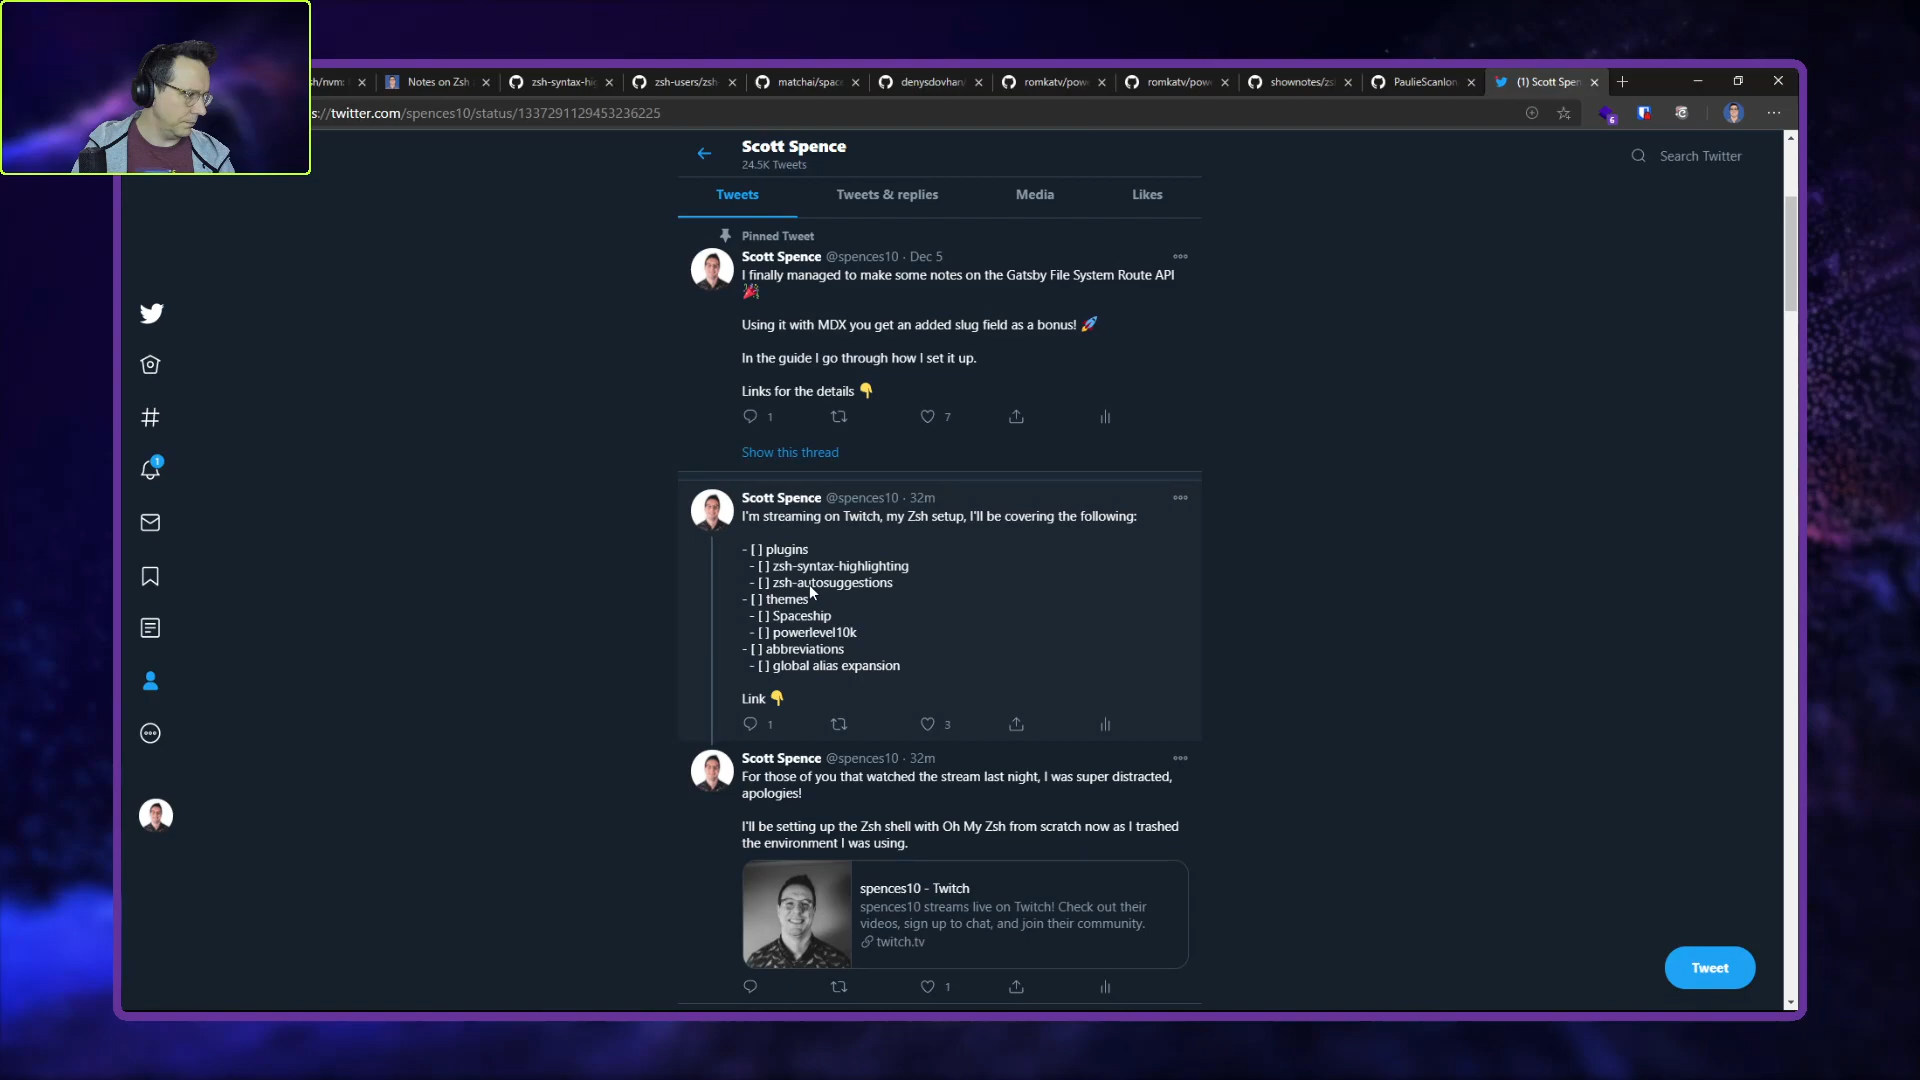 sh/nvm:
Notes on Zsh
zsh-syntax-hig
zsh-users/zsh
matchai/space
denysdovhan/
romkatv/powe
romkatv/powe
shownotes/zs
PaulieScanlon
(1) Scott Spen
s://twitter.com/spences10/status/1337291129453236225
6
Scott Spence
24.5K Tweets
Search Twitter
Tweets
Tweets & replies
Media
Likes
Pinned Tweet
Scott Spence @spences10 · Dec 5
I finally managed to make some notes on the Gatsby File System Route API
🎉
Using it with MDX you get an added slug field as a bonus! 🚀
In the guide I go through how I set it up.
Links for the details 👇
1
7
Show this thread
Scott Spence @spences10 · 32m
I'm streaming on Twitch, my Zsh setup, I'll be covering the following:
- [ ] plugins
- [ ] zsh-syntax-highlighting
- [ ] zsh-autosuggestions
- [ ] themes
- [ ] Spaceship
- [ ] powerlevel10k
- [ ] abbreviations
- [ ] global alias expansion
Link 👇
1
3
Scott Spence @spences10 · 32m
For those of you that watched the stream last night, I was super distracted,
apologies!
I'll be setting up the Zsh shell with Oh My Zsh from scratch now as I trashed
the environment I was using.
spences10 - Twitch
spences10 streams live on Twitch! Check out their
videos, sign up to chat, and join their community.
twitch.tv
1
1
Tweet